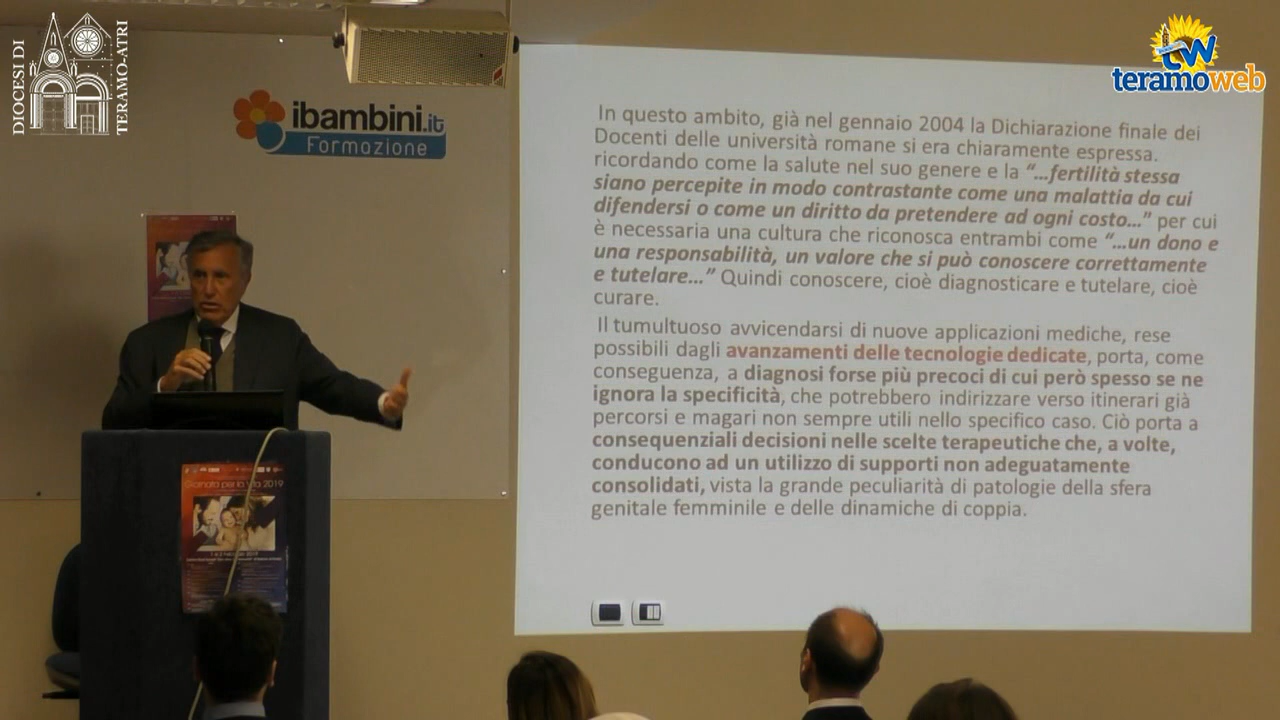 DIOCESI DI
TERAMO-ATRI
teramoweb
ibambini.it
Formazione
In questo ambito, già nel gennaio 2004 la Dichiarazione finale dei
Docenti delle università romane si era chiaramente espressa.
ricordando come la salute nel suo genere e la “…fertilità stessa
siano percepite in modo contrastante come una malattia da cui
difendersi o come un diritto da pretendere ad ogni costo…” per cui
è necessaria una cultura che riconosca entrambi come “…un dono e
una responsabilità, un valore che si può conoscere correttamente
e tutelare…” Quindi conoscere, cioè diagnosticare e tutelare, cioè
curare.
Il tumultuoso avvicendarsi di nuove applicazioni mediche, rese
possibili dagli avanzamenti delle tecnologie dedicate, porta, come
conseguenza, a diagnosi forse più precoci di cui però spesso se ne
ignora la specificità, che potrebbero indirizzare verso itinerari già
percorsi e magari non sempre utili nello specifico caso. Ciò porta a
consequenziali decisioni nelle scelte terapeutiche che, a volte,
conducono ad un utilizzo di supporti non adeguatamente
consolidati, vista la grande peculiarità di patologie della sfera
genitale femminile e delle dinamiche di coppia.
Giornata per la Vita 2019